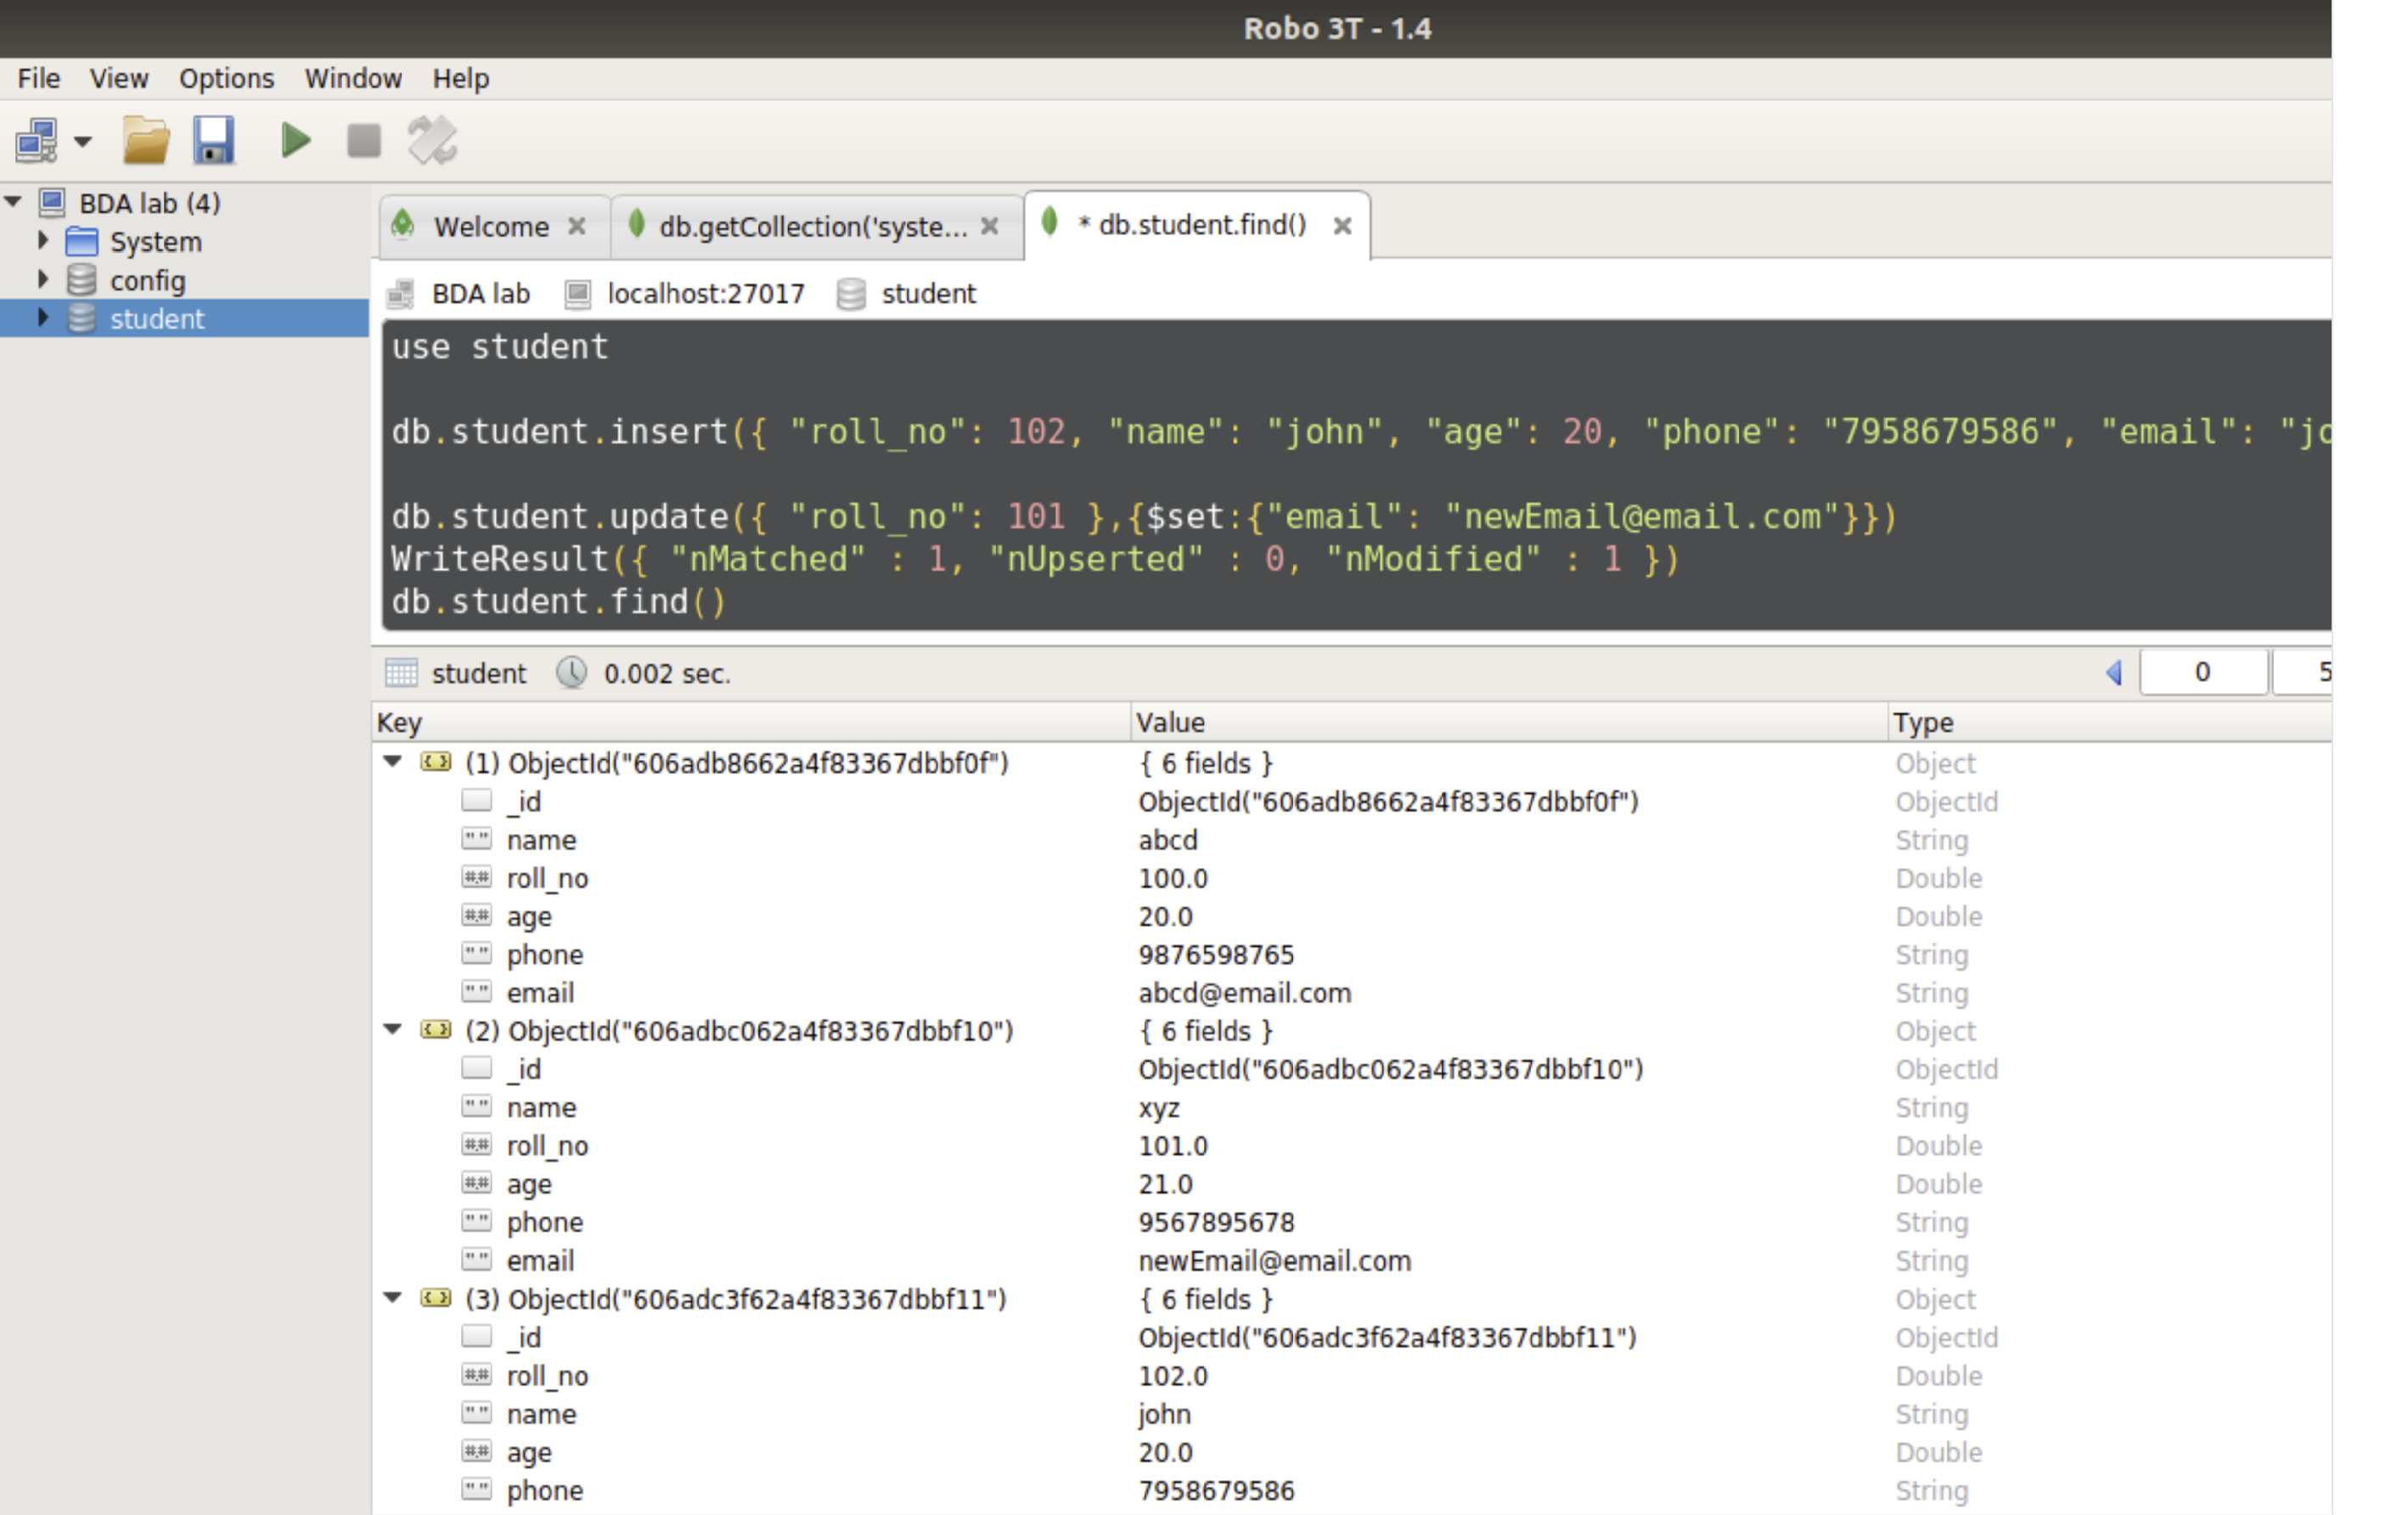 Robo 3T - 1.4
File View Options Window Help
BDA lab (4)
System
config
student
Welcome
db.getCollection('syste...
* db.student.find()
BDA lab localhost:27017 student
use student
db.student.insert({ "roll_no": 102, "name": "john", "age": 20, "phone": "7958679586", "email": "jo
db.student.update({ "roll_no": 101 },{$set:{"email": "newEmail@email.com"}})
WriteResult({ "nMatched" : 1, "nUpserted" : 0, "nModified" : 1 })
db.student.find()
student 0.002 sec. 0 5
Key Value Type
(1) ObjectId("606adb8662a4f83367dbbf0f") { 6 fields } Object
_id ObjectId("606adb8662a4f83367dbbf0f") ObjectId
name abcd String
roll_no 100.0 Double
age 20.0 Double
phone 9876598765 String
email abcd@email.com String
(2) ObjectId("606adbc062a4f83367dbbf10") { 6 fields } Object
_id ObjectId("606adbc062a4f83367dbbf10") ObjectId
name xyz String
roll_no 101.0 Double
age 21.0 Double
phone 9567895678 String
email newEmail@email.com String
(3) ObjectId("606adc3f62a4f83367dbbf11") { 6 fields } Object
_id ObjectId("606adc3f62a4f83367dbbf11") ObjectId
roll_no 102.0 Double
name john String
age 20.0 Double
phone 7958679586 String